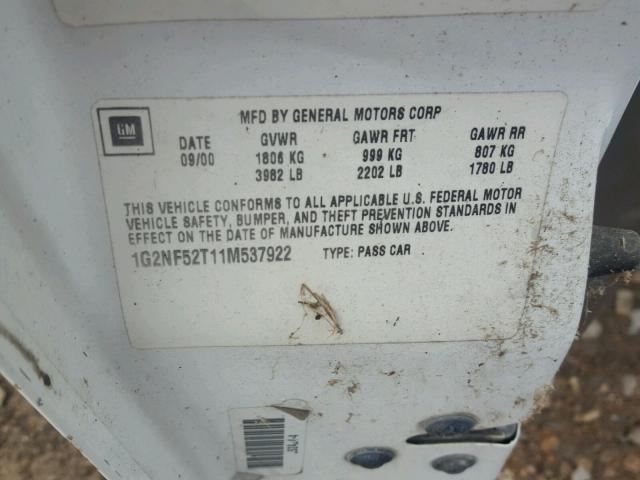 GM
MFD BY GENERAL MOTORS CORP
DATE GVWR GAWR FRT GAWR RR
09/00 1806 KG 999 KG 807 KG
3982 LB 2202 LB 1780 LB
THIS VEHICLE CONFORMS TO ALL APPLICABLE U.S. FEDERAL MOTOR
VEHICLE SAFETY, BUMPER, AND THEFT PREVENTION STANDARDS IN
EFFECT ON THE DATE OF MANUFACTURE SHOWN ABOVE.
1G2NF52T11M537922 TYPE: PASS CAR